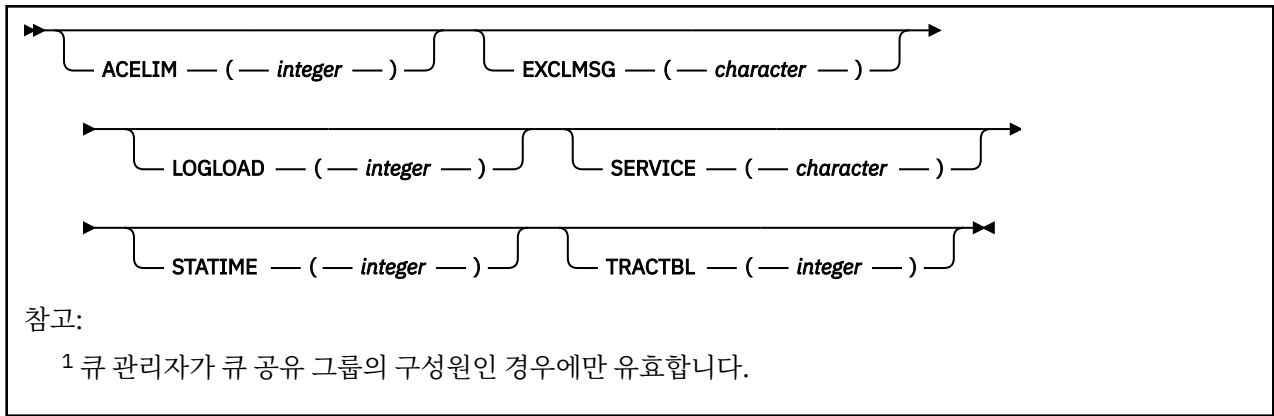 ACELIM ( integer ) EXCLMSG ( character )
LOGLOAD ( integer ) SERVICE ( character )
STATIME ( integer ) TRACTBL ( integer )
참고:
1 큐 관리자가 큐 공유 그룹의 구성원인 경우에만 유효합니다.